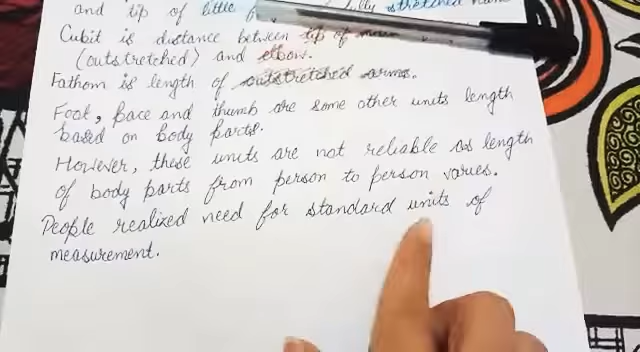 and tip of little stretched
Cubit is distance between tip of
(outstretched) and elbow.
Fathom is length of outstretched arms.
Foot, pace and thumb are some other units length
based on body parts.
However, these units are not reliable as length
of body parts from person to person varies.
People realized need for standard units of
measurement.